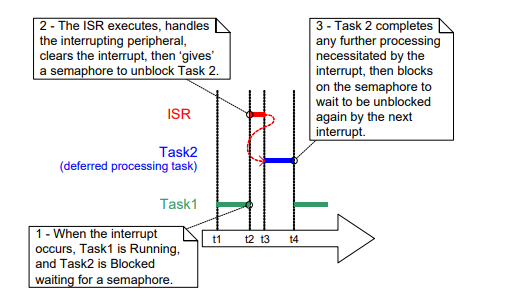 2 - The ISR executes, handles
the interrupting peripheral,
clears the interrupt, then ‘gives’
a semaphore to unblock Task 2.
3 - Task 2 completes
any further processing
necessitated by the
interrupt, then blocks
on the semaphore to
wait to be unblocked
again by the next
interrupt.
ISR
Task2
(deferred processing task)
Task1
1 - When the interrupt
occurs, Task1 is Running,
and Task2 is Blocked
waiting for a semaphore.
t1 t2 t3 t4